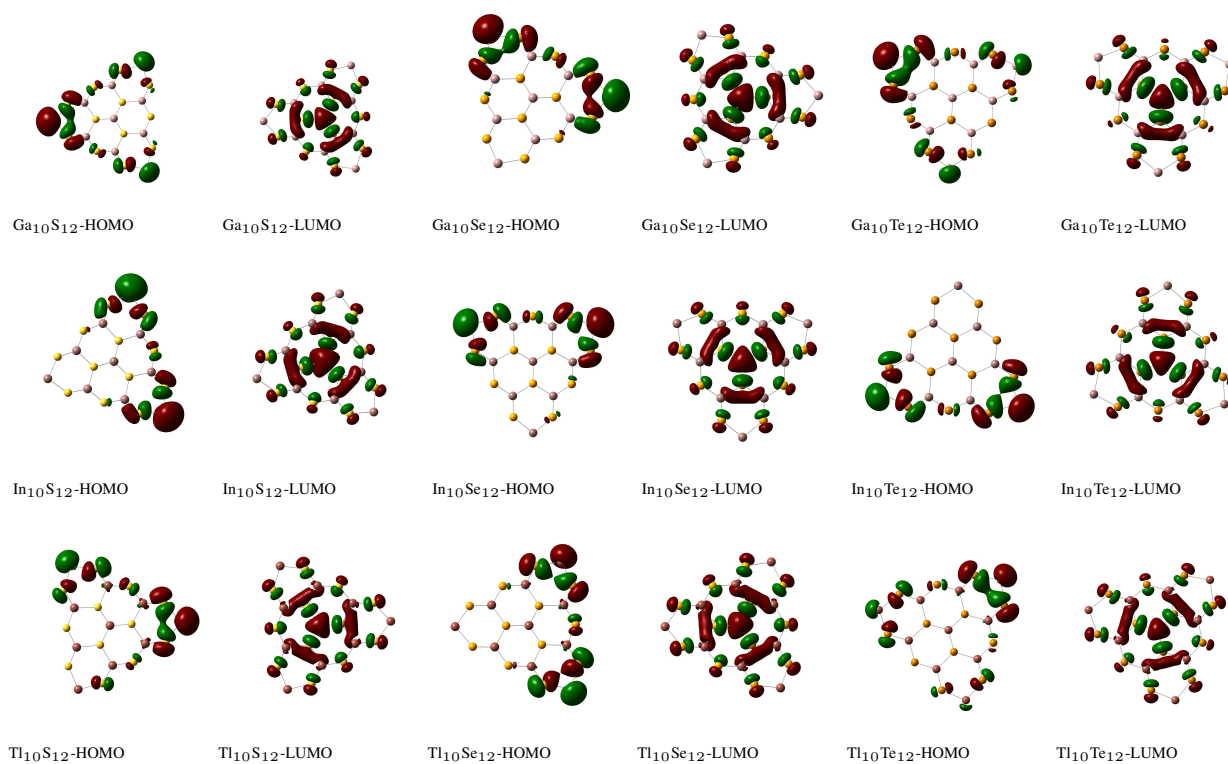 Ga₁₀S₁₂-HOMO Ga₁₀S₁₂-LUMO Ga₁₀Se₁₂-HOMO Ga₁₀Se₁₂-LUMO Ga₁₀Te₁₂-HOMO Ga₁₀Te₁₂-LUMO
In₁₀S₁₂-HOMO In₁₀S₁₂-LUMO In₁₀Se₁₂-HOMO In₁₀Se₁₂-LUMO In₁₀Te₁₂-HOMO In₁₀Te₁₂-LUMO
Tl₁₀S₁₂-HOMO Tl₁₀S₁₂-LUMO Tl₁₀Se₁₂-HOMO Tl₁₀Se₁₂-LUMO Tl₁₀Te₁₂-HOMO Tl₁₀Te₁₂-LUMO